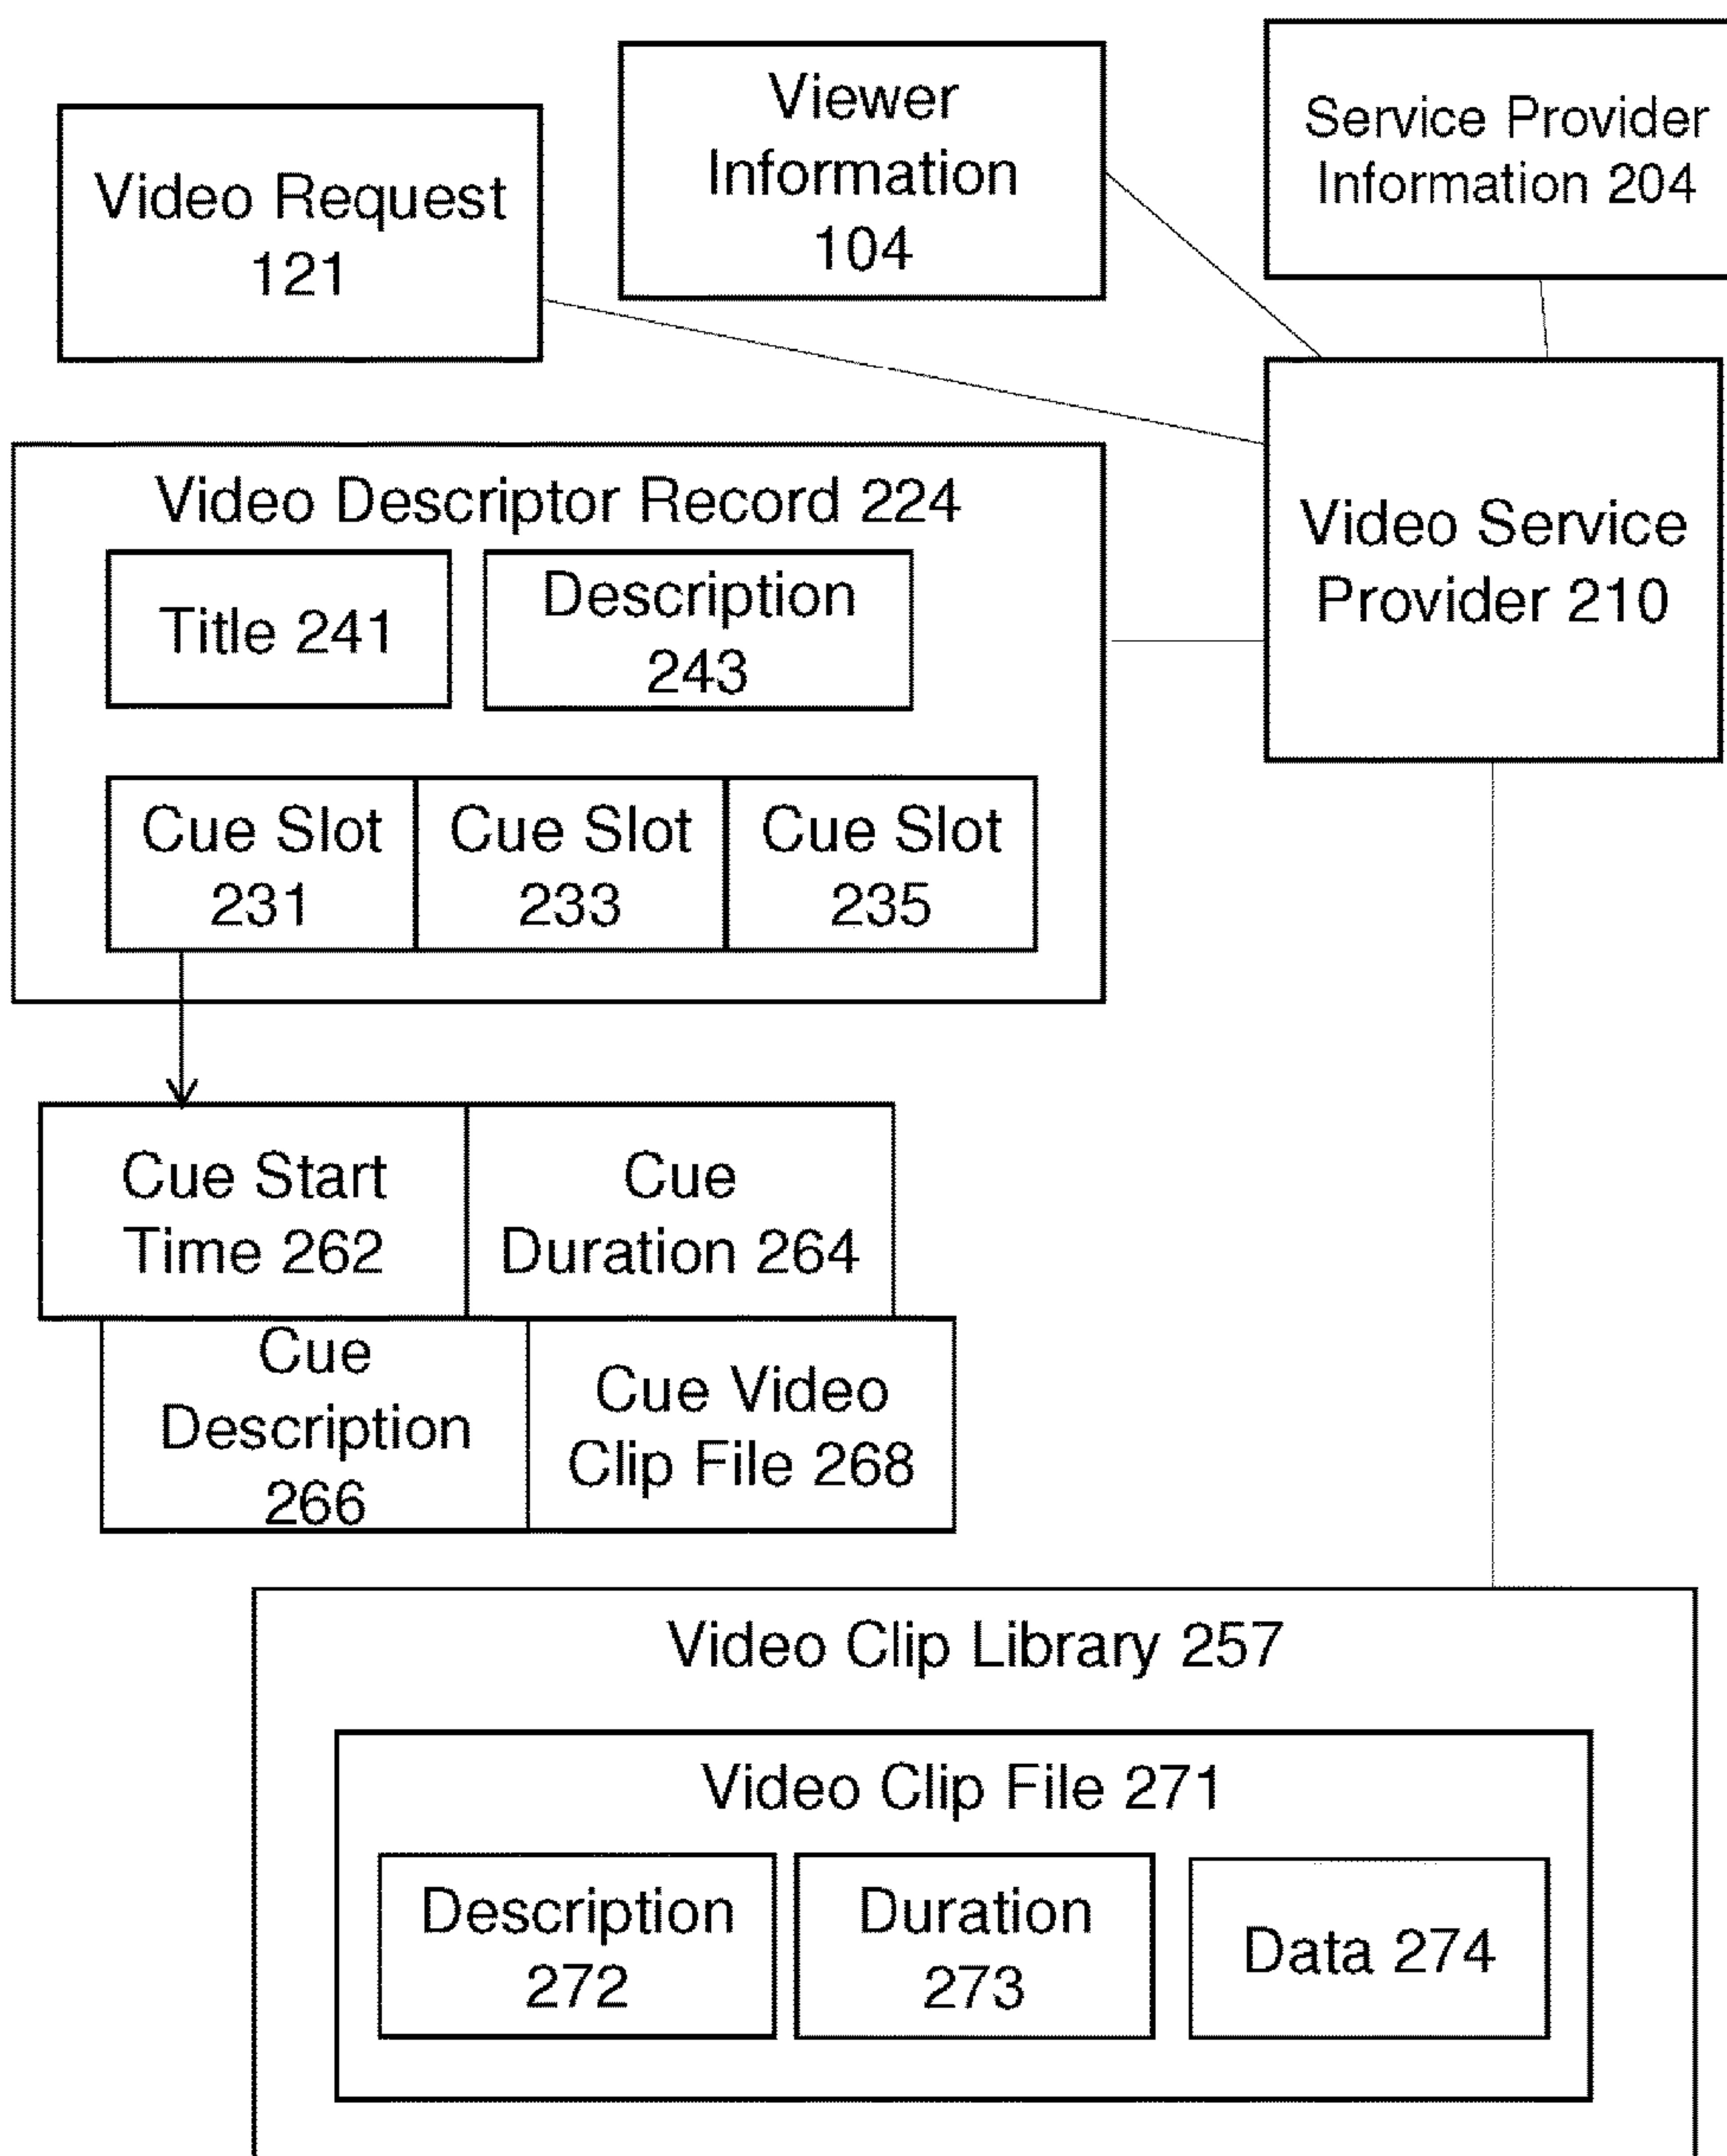 Video Request
121
Viewer
Information
104
Service Provider
Information 204
Video Service
Provider 210
Video Descriptor Record 224
Title 241
Description
243
Cue Slot
231
Cue Slot
233
Cue Slot
235
Cue Start
Time 262
Cue
Duration 264
Cue
Description
266
Cue Video
Clip File 268
Video Clip Library 257
Video Clip File 271
Description
272
Duration
273
Data 274